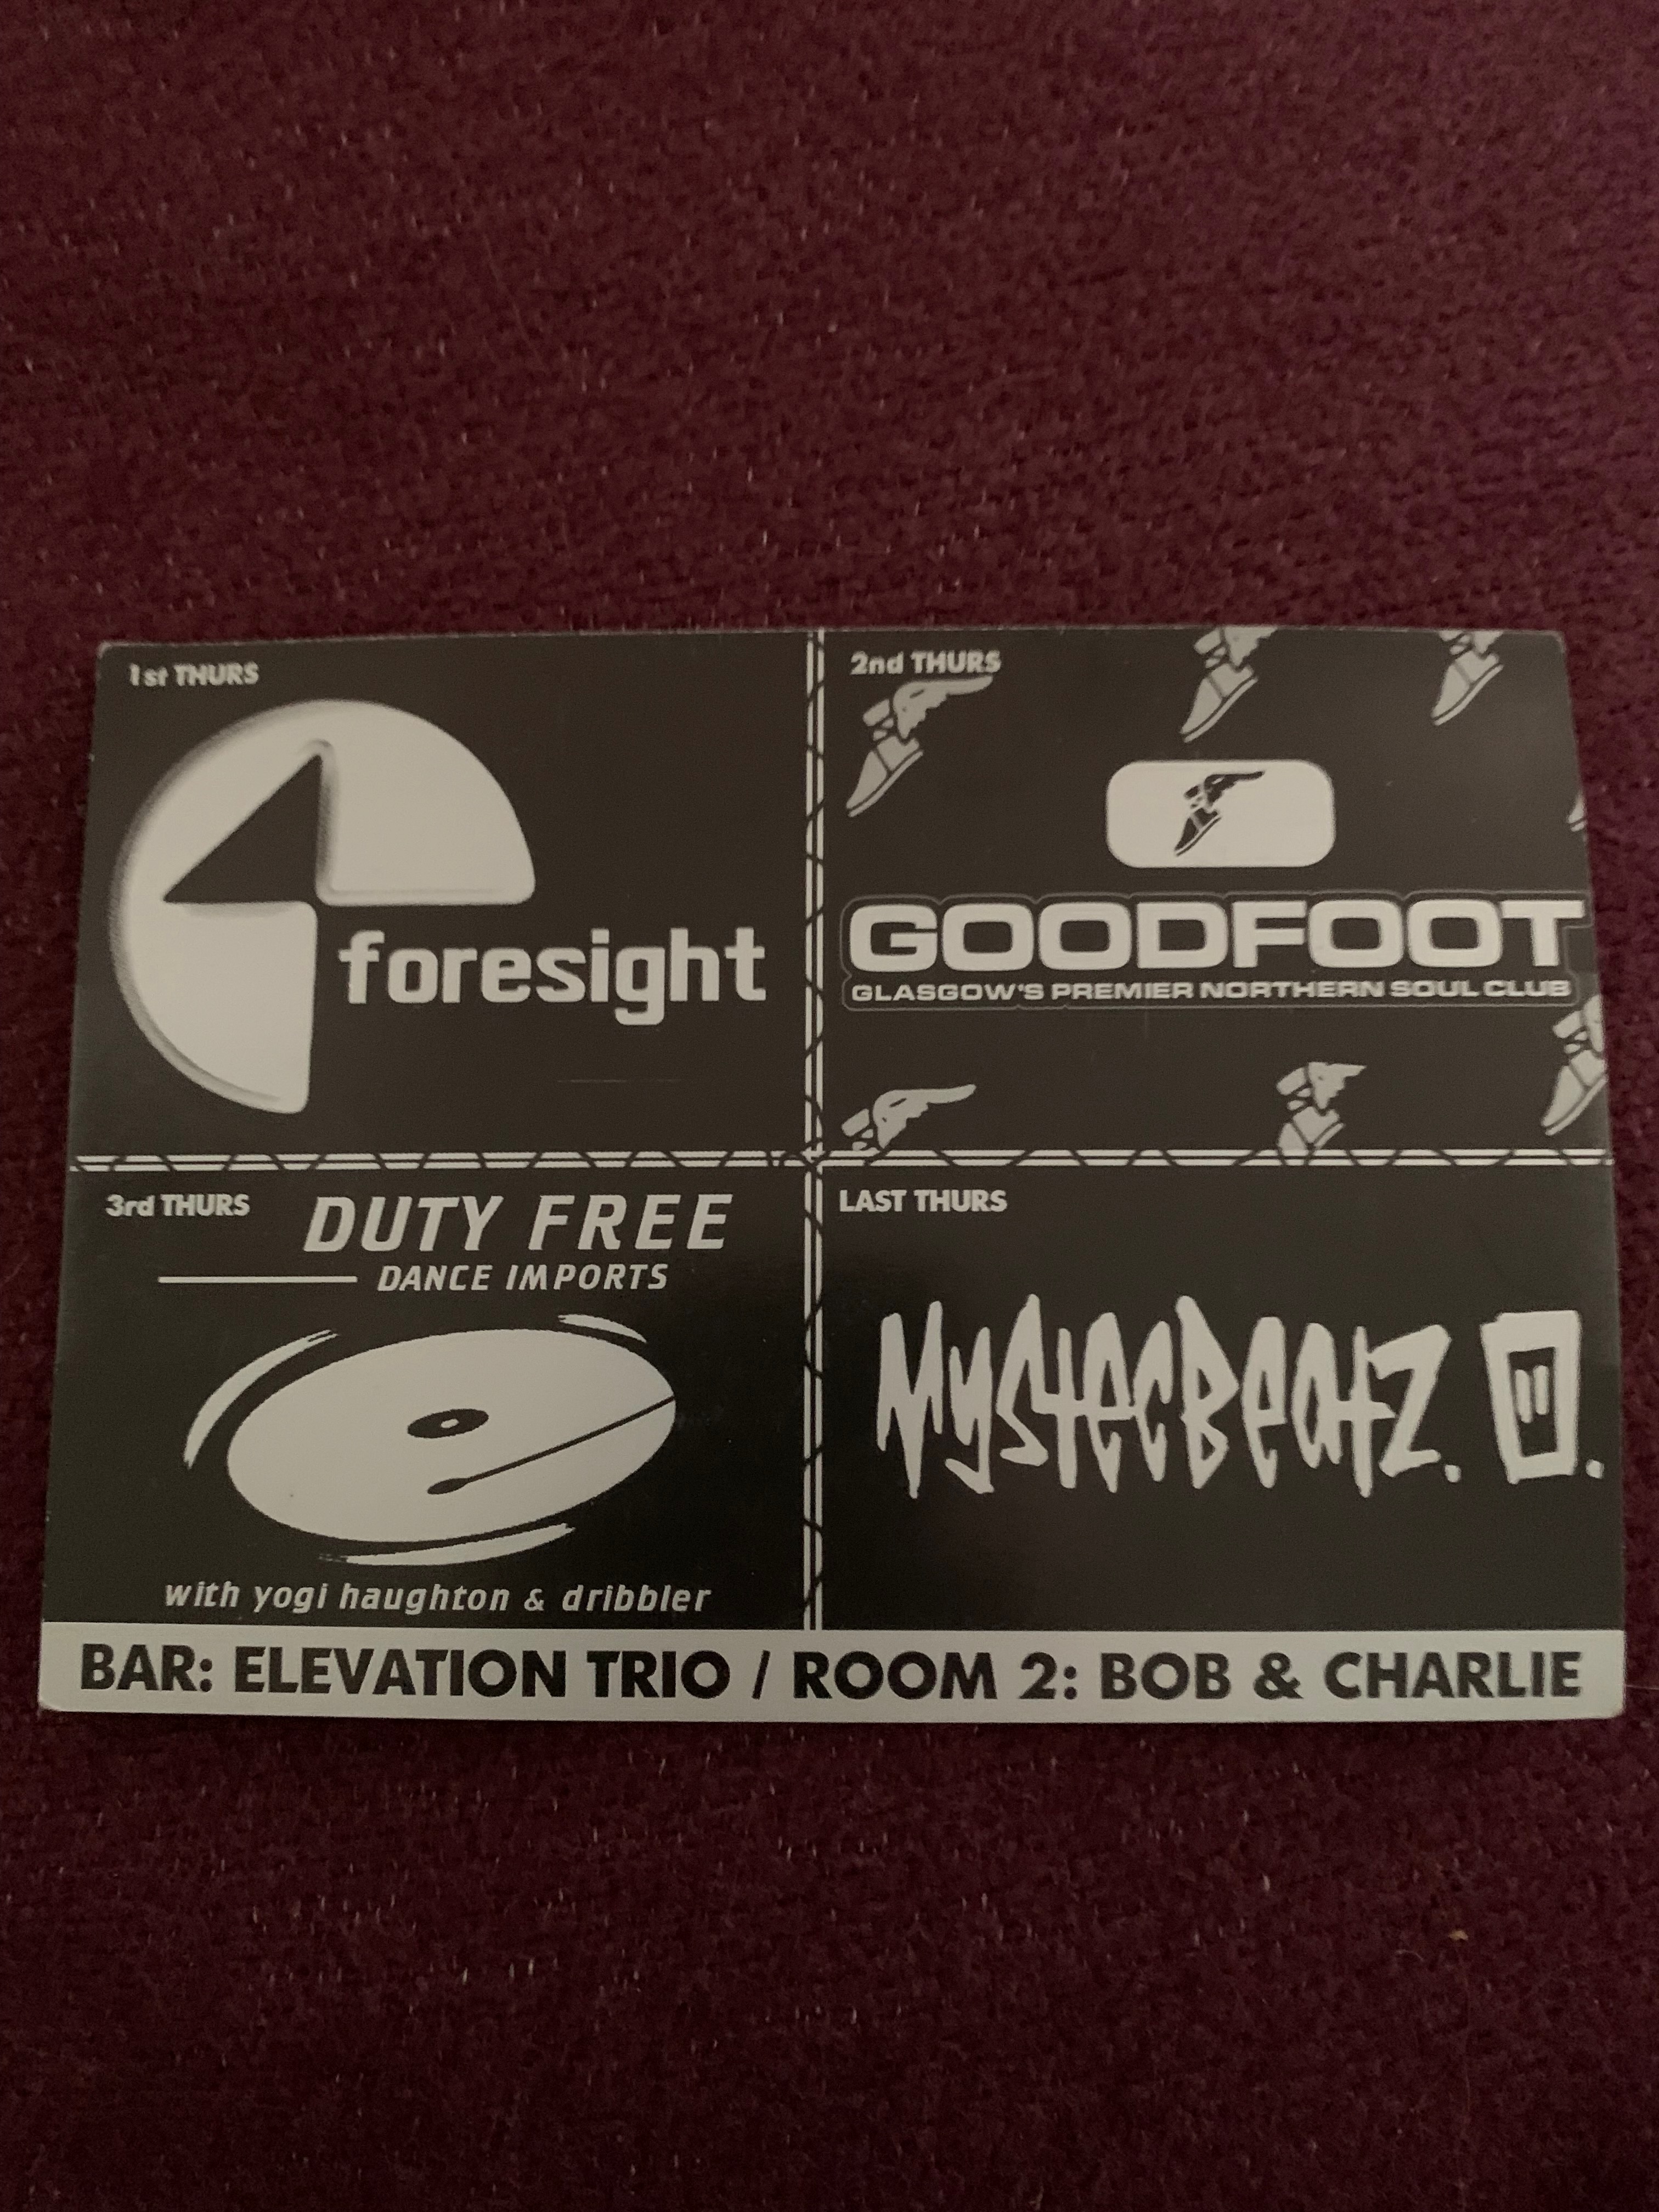 1st THURS
foresight
2nd THURS
GOODFOOT
GLASGOW'S PREMIER NORTHERN SOUL CLUB
3rd THURS
DUTY FREE
DANCE IMPORTS
with yogi haughton & dribbler
LAST THURS
MYSTECBEATZ.
BAR: ELEVATION TRIO / ROOM 2: BOB & CHARLIE